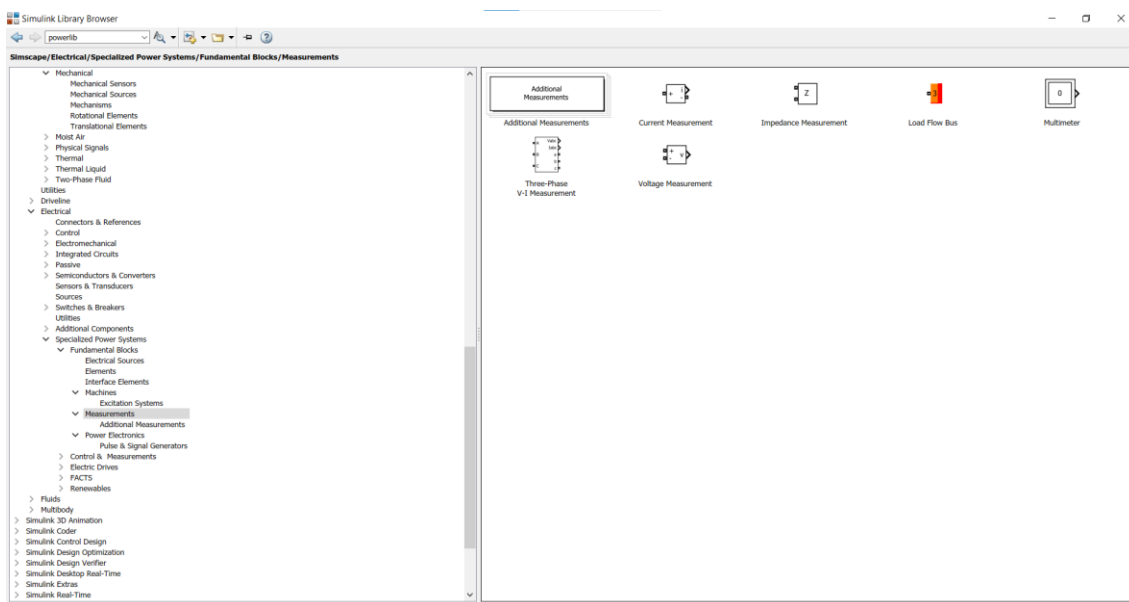 Simulink Library Browser
powerlib
Simscape/Electrical/Specialized Power Systems/Fundamental Blocks/Measurements
Mechanical
Mechanical Sensors
Mechanical Sources
Mechanisms
Rotational Elements
Translational Elements
Moist Air
Physical Signals
Thermal
Thermal Liquid
Two-Phase Fluid
Utilities
Driveline
Electrical
Connectors & References
Control
Electromechanical
Integrated Circuits
Passive
Semiconductors & Converters
Sensors & Transducers
Sources
Switches & Breakers
Utilities
Additional Components
Specialized Power Systems
Fundamental Blocks
Electrical Sources
Elements
Interface Elements
Machines
Excitation Systems
Measurements
Additional Measurements
Power Electronics
Pulse & Signal Generators
Control & Measurements
Electric Drives
FACTS
Renewables
Fluids
Multibody
Simulink 3D Animation
Simulink Coder
Simulink Control Design
Simulink Design Optimization
Simulink Design Verifier
Simulink Desktop Real-Time
Simulink Extras
Simulink Real-Time
Additional
Measurements
Additional Measurements
+ i -
Current Measurement
Z
Impedance Measurement
3
Load Flow Bus
0
Multimeter
A
B
C
Vabc
Iabc
a
b
c
Three-Phase
V-I Measurement
+ v -
Voltage Measurement